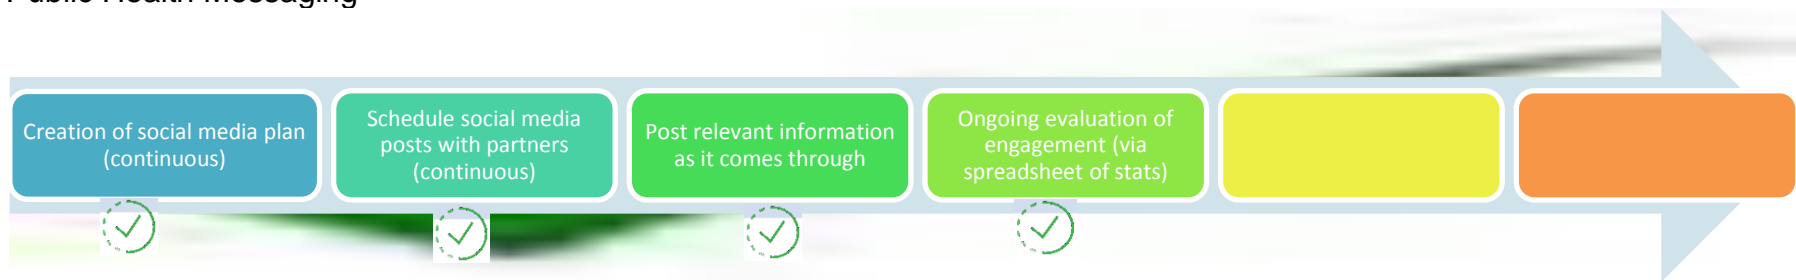 Public Health Messaging
Creation of social media plan
(continuous)
Schedule social media
posts with partners
(continuous)
Post relevant information
as it comes through
Ongoing evaluation of
engagement (via
spreadsheet of stats)